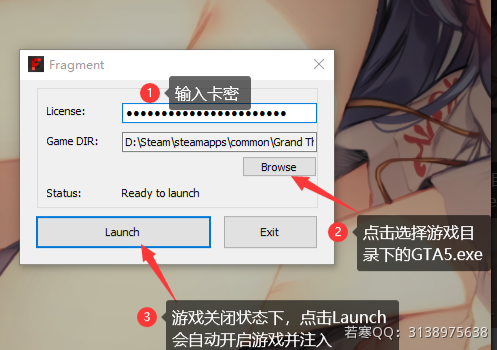 Fragment
1 输入卡密
License: ●●●●●●●●●●●●●●●●●●●●●●●●
Game DIR: D:\Steam\steamapps\common\Grand Th
Browse
Status: Ready to launch
2 点击选择游戏目
录下的GTA5.exe
Launch Exit
3 游戏关闭状态下，点击Launch
会自动开启游戏并注入
若寒QQ：3138975638